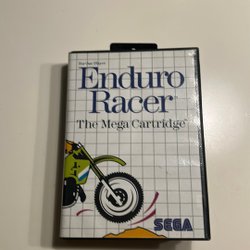 Enduro
Racer
The Mega Cartridge
SEGA